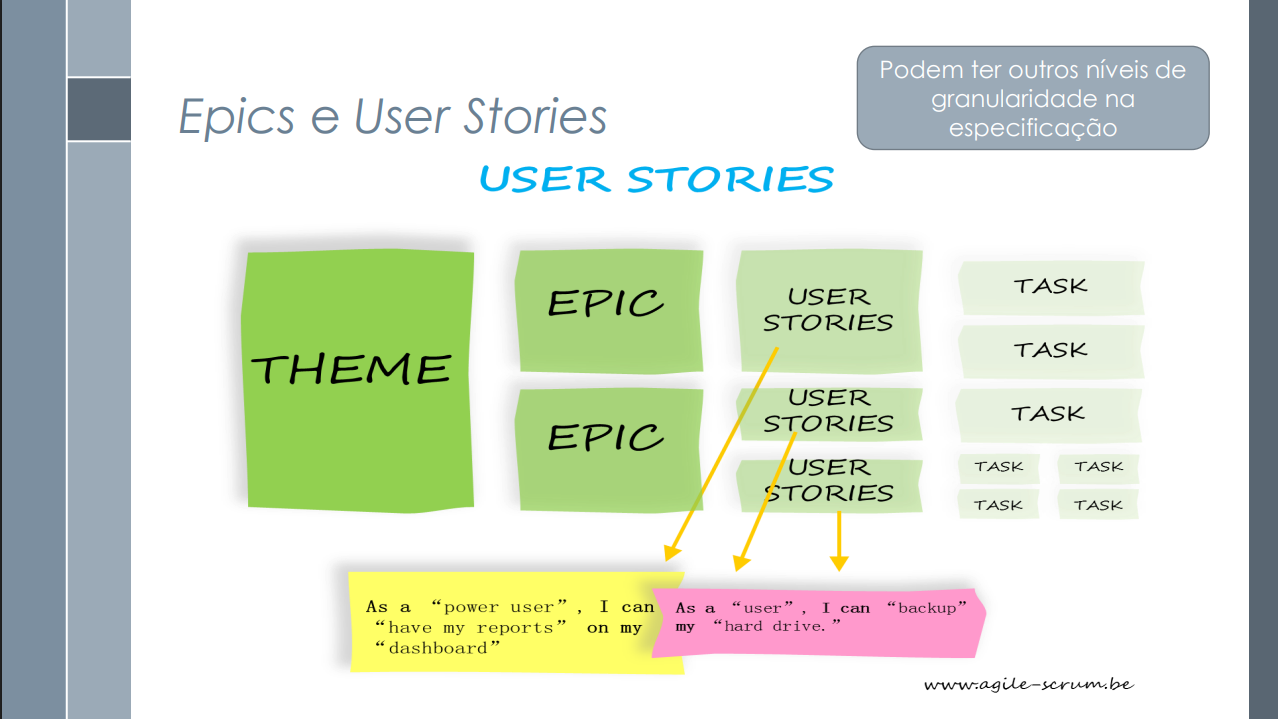 Podem ter outros níveis de
granularidade na
especificação
Epics e User Stories
USER STORIES
THEME
EPIC
EPIC
USER
STORIES
USER
STORIES
USER
STORIES
TASK
TASK
TASK
TASK TASK
TASK TASK
As a “power user”, I can
“have my reports” on my
“dashboard”
As a “user”, I can “backup”
my “hard drive.”
www.agile-scrum.be